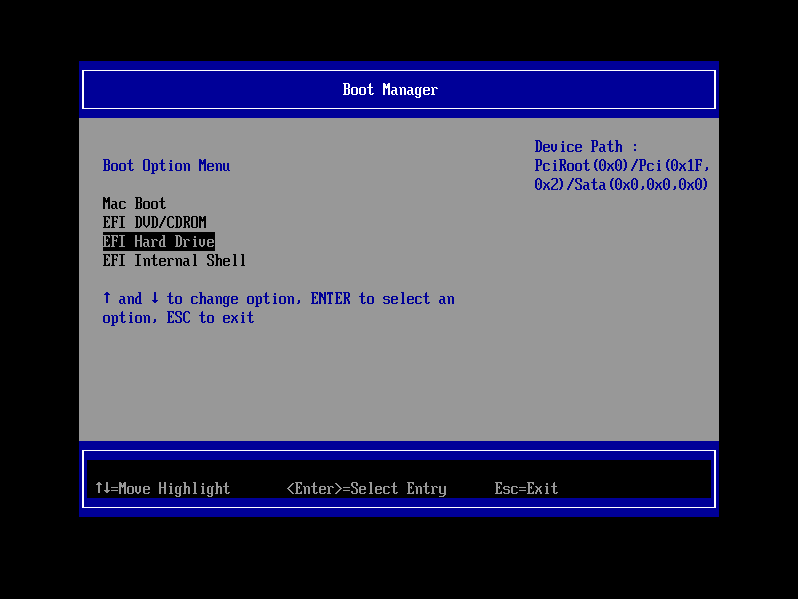 Boot Manager
Boot Option Menu
Mac Boot
EFI DVD/CDROM
EFI Hard Drive
EFI Internal Shell
↑ and ↓ to change option, ENTER to select an
option, ESC to exit
Device Path :
PciRoot(0x0)/Pci(0x1F,
0x2)/Sata(0x0,0x0,0x0)
↑↓=Move Highlight <Enter>=Select Entry Esc=Exit